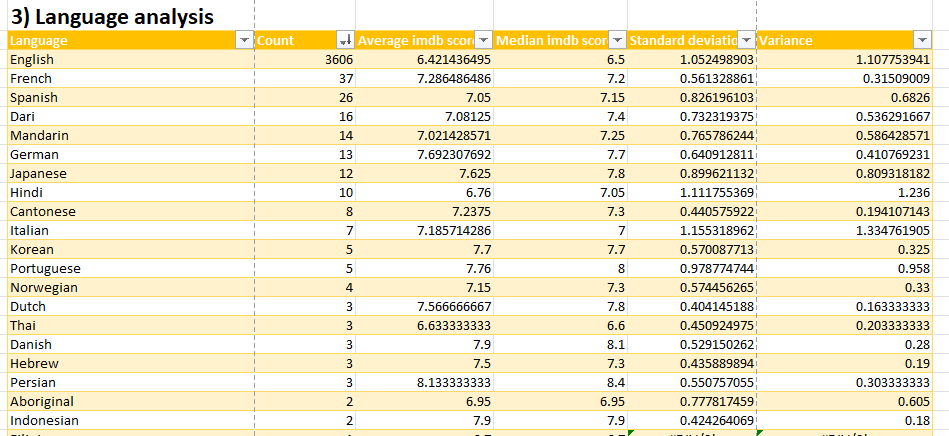 3) Language analysis
Language Count Average imdb score Median imdb scor Standard deviatio Variance
English 3606 6.421436495 6.5 1.052498903 1.107753941
French 37 7.286486486 7.2 0.561328861 0.31509009
Spanish 26 7.05 7.15 0.826196103 0.6826
Dari 16 7.08125 7.4 0.732319375 0.536291667
Mandarin 14 7.021428571 7.25 0.765786244 0.586428571
German 13 7.692307692 7.7 0.640912811 0.410769231
Japanese 12 7.625 7.8 0.899621132 0.809318182
Hindi 10 6.76 7.05 1.111755369 1.236
Cantonese 8 7.2375 7.3 0.440575922 0.194107143
Italian 7 7.185714286 7 1.155318962 1.334761905
Korean 5 7.7 7.7 0.570087713 0.325
Portuguese 5 7.76 8 0.978774744 0.958
Norwegian 4 7.15 7.3 0.574456265 0.33
Dutch 3 7.566666667 7.8 0.404145188 0.163333333
Thai 3 6.633333333 6.6 0.450924975 0.203333333
Danish 3 7.9 8.1 0.529150262 0.28
Hebrew 3 7.5 7.3 0.435889894 0.19
Persian 3 8.133333333 8.4 0.550757055 0.303333333
Aboriginal 2 6.95 6.95 0.777817459 0.605
Indonesian 2 7.9 7.9 0.424264069 0.18